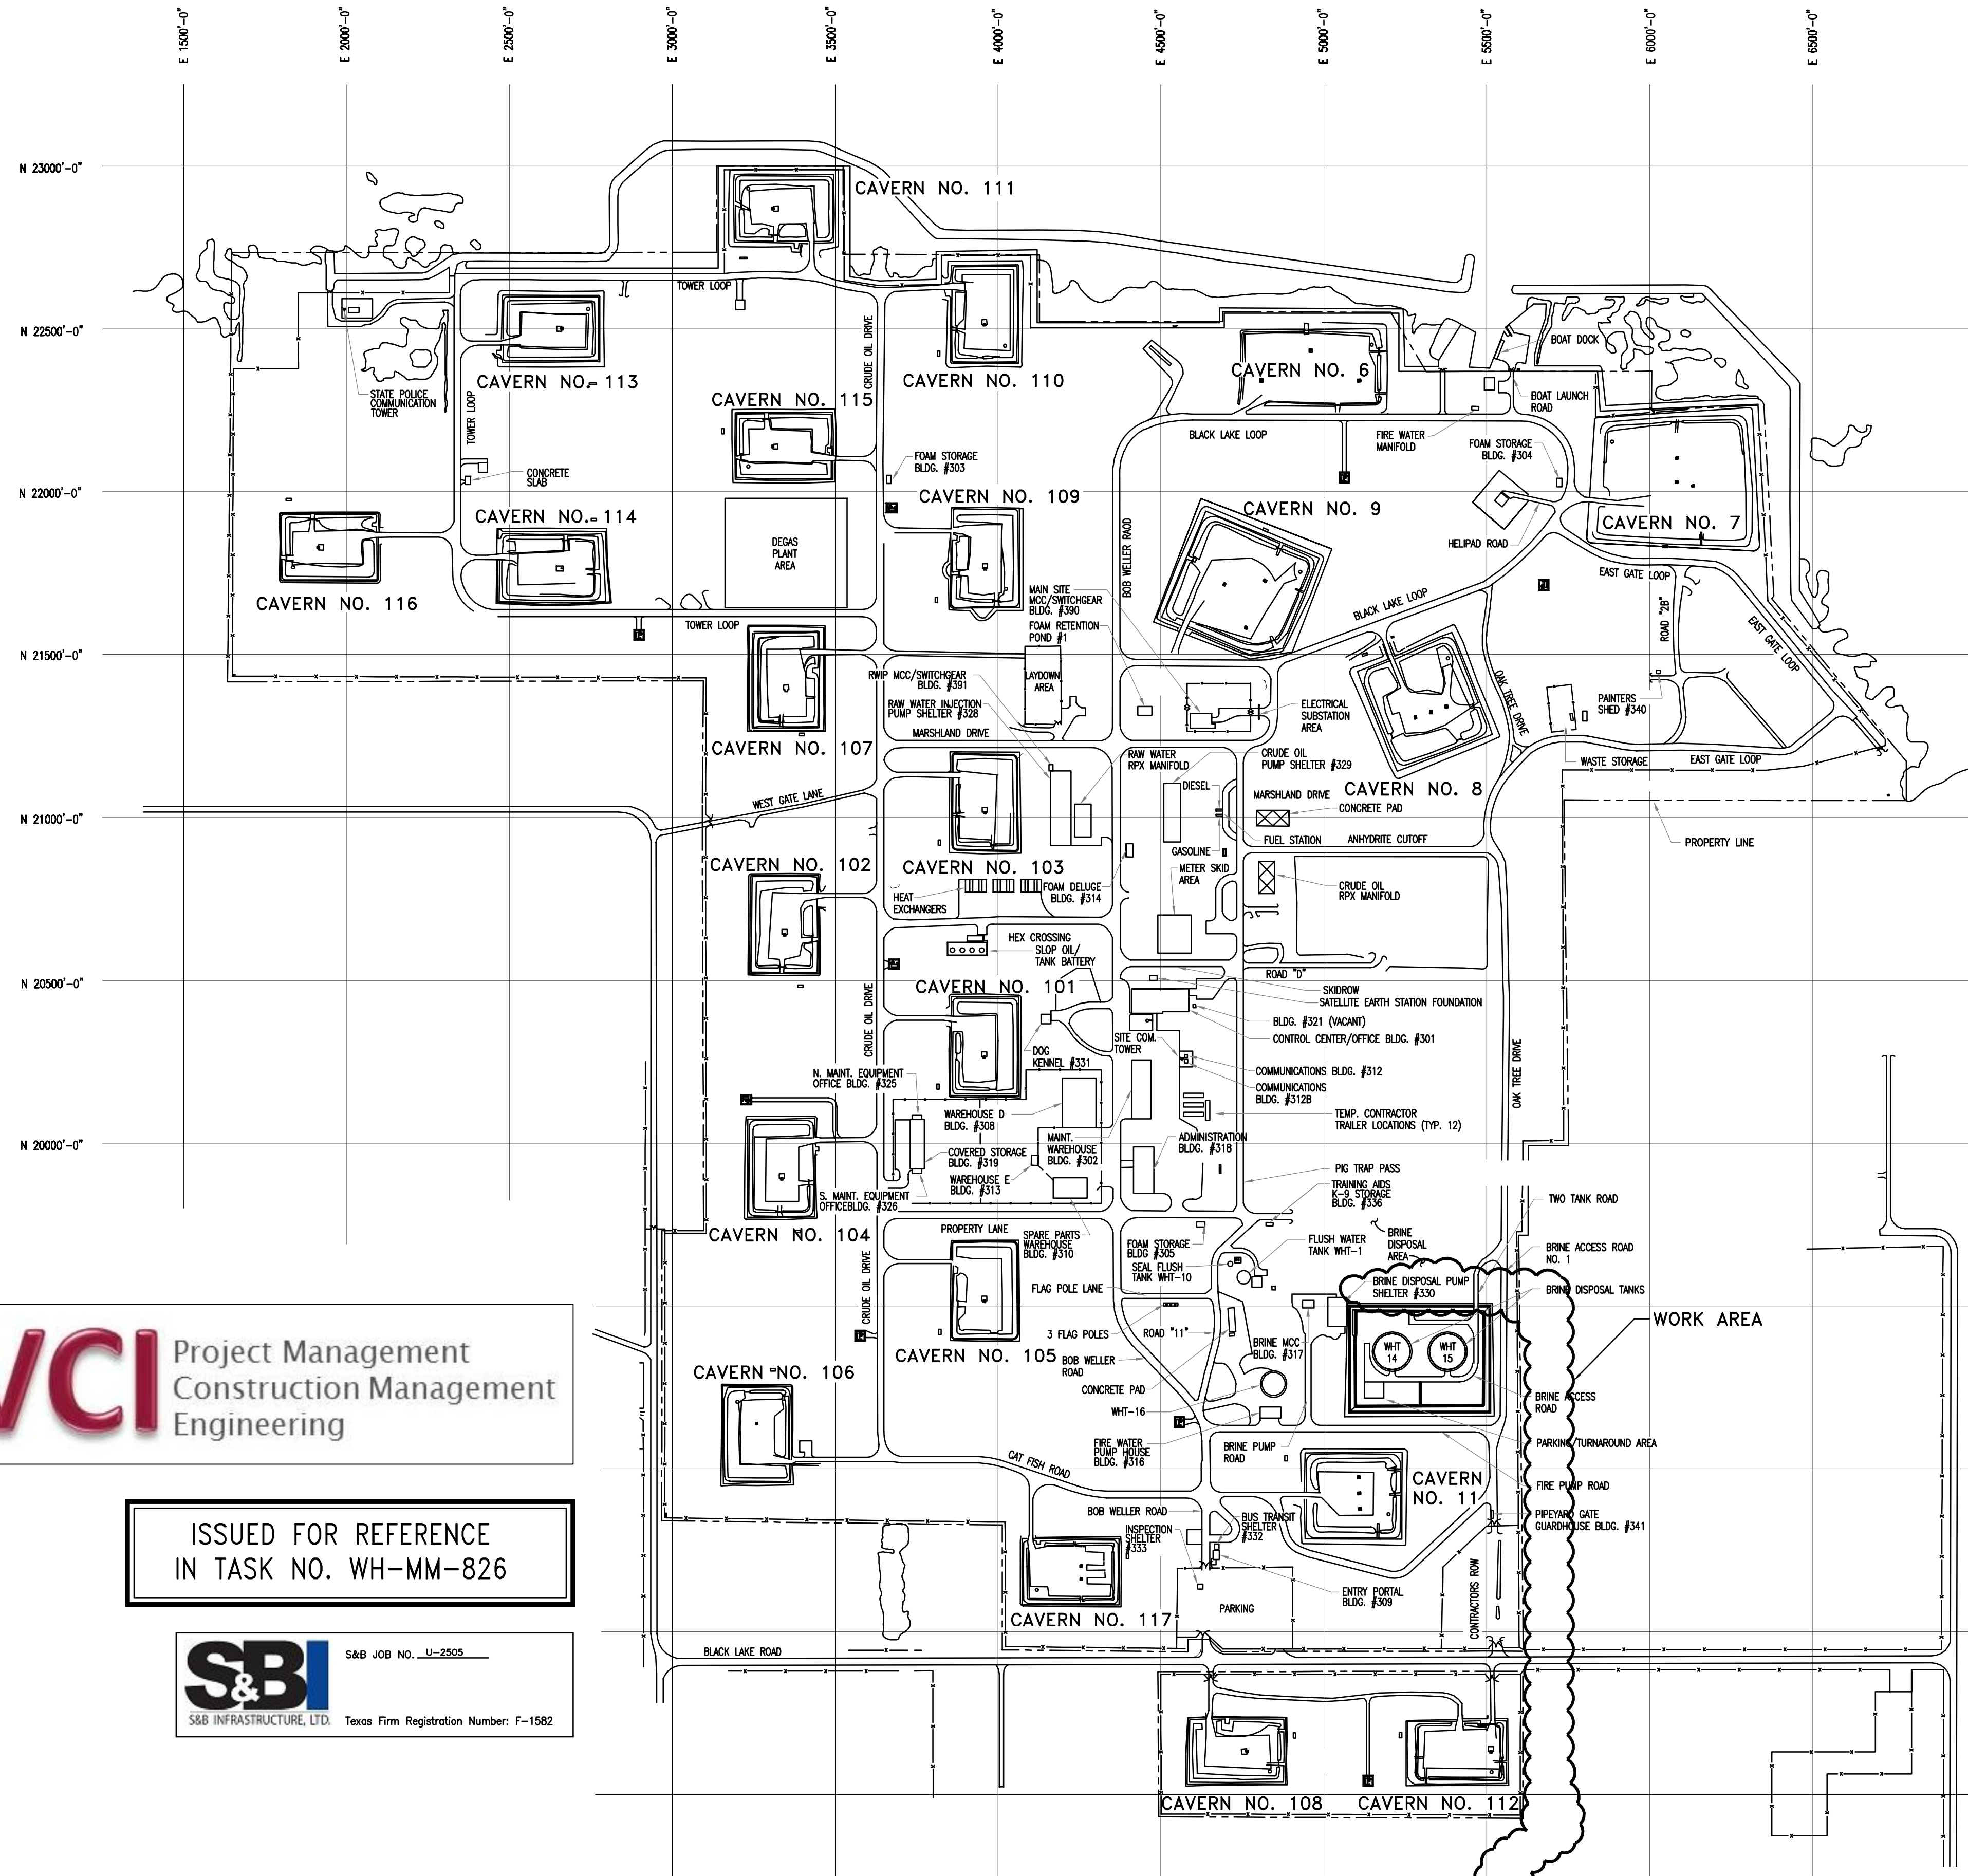 E 1500'-0"
E 2000'-0"
E 2500'-0"
E 3000'-0"
E 3500'-0"
E 4000'-0"
E 4500'-0"
E 5000'-0"
E 5500'-0"
E 6000'-0"
E 6500'-0"
N 23000'-0"
CAVERN NO. 111
TOWER LOOP
N 22500'-0"
CRUDE OIL DRIVE
BOAT DOCK
CAVERN NO. 113
CAVERN NO. 110
CAVERN NO. 6
STATE POLICE
COMMUNICATION
TOWER
TOWER LOOP
CAVERN NO. 115
BOAT LAUNCH
ROAD
BLACK LAKE LOOP
FIRE WATER
MANIFOLD
FOAM STORAGE
BLDG. #304
FOAM STORAGE
BLDG. #303
CONCRETE
SLAB
N 22000'-0"
CAVERN NO. 109
CAVERN NO. 9
CAVERN NO. 114
CAVERN NO. 7
DEGAS
PLANT
AREA
BOB WELLER RAOD
HELIPAD ROAD
EAST GATE LOOP
MAIN SITE
MCC/SWITCHGEAR
BLDG. #390
CAVERN NO. 116
BLACK LAKE LOOP
ROAD "28"
TOWER LOOP
FOAM RETENTION
POND #1
EAST GATE LOOP
N 21500'-0"
RWIP MCC/SWITCHGEAR
BLDG. #391
LAYDOWN
AREA
OAK TREE DRIVE
RAW WATER INJECTION
PUMP SHELTER #328
ELECTRICAL
SUBSTATION
AREA
PAINTERS
SHED #340
MARSHLAND DRIVE
CAVERN NO. 107
RAW WATER
RPX MANIFOLD
CRUDE OIL
PUMP SHELTER #329
WASTE STORAGE
EAST GATE LOOP
DIESEL
CAVERN NO. 8
MARSHLAND DRIVE
WEST GATE LANE
CONCRETE PAD
N 21000'-0"
FUEL STATION
ANHYDRITE CUTOFF
PROPERTY LINE
GASOLINE
CAVERN NO. 102
CAVERN NO. 103
METER SKID
AREA
HEAT
EXCHANGERS
FOAM DELUGE
BLDG. #314
CRUDE OIL
RPX MANIFOLD
HEX CROSSING
SLOP OIL/
TANK BATTERY
N 20500'-0"
ROAD "D"
CAVERN NO. 101
SKIDROW
SATELLITE EARTH STATION FOUNDATION
CRUDE OIL DRIVE
BLDG. #321 (VACANT)
CONTROL CENTER/OFFICE BLDG. #301
SITE COM.
TOWER
DOG
KENNEL #331
OAK TREE DRIVE
N. MAINT. EQUIPMENT
OFFICE BLDG. #325
COMMUNICATIONS BLDG. #312
COMMUNICATIONS
BLDG. #312B
WAREHOUSE D
BLDG. #308
TEMP. CONTRACTOR
TRAILER LOCATIONS (TYP. 12)
N 20000'-0"
MAINT.
WAREHOUSE
BLDG. #302
ADMINISTRATION
BLDG. #318
COVERED STORAGE
BLDG. #319
WAREHOUSE E
BLDG. #313
PIG TRAP PASS
S. MAINT. EQUIPMENT
OFFICEBLDG. #326
TRAINING AIDS
K-9 STORAGE
BLDG. #336
TWO TANK ROAD
CAVERN NO. 104
PROPERTY LANE
SPARE PARTS
WAREHOUSE
BLDG. #310
FOAM STORAGE
BLDG #305
FLUSH WATER
TANK WHT-1
BRINE
DISPOSAL
AREA
BRINE ACCESS ROAD
NO. 1
SEAL FLUSH
TANK WHT-10
CRUDE OIL DRIVE
FLAG POLE LANE
BRINE DISPOSAL PUMP
SHELTER #330
BRINE DISPOSAL TANKS
WORK AREA
3 FLAG POLES
ROAD "11"
BRINE MCC
BLDG. #317
WHT
14
WHT
15
CAVERN NO. 105
BOB WELLER
ROAD
CAVERN NO. 106
CONCRETE PAD
BRINE ACCESS
ROAD
WHT-16
FIRE WATER
PUMP HOUSE
BLDG. #316
BRINE PUMP
ROAD
PARKING/TURNAROUND AREA
CAT FISH ROAD
CAVERN
NO. 11
FIRE PUMP ROAD
BOB WELLER ROAD
BUS TRANSIT
SHELTER
#332
PIPEYARD GATE
GUARDHOUSE BLDG. #341
INSPECTION
SHELTER
#333
CONTRACTORS ROW
ENTRY PORTAL
BLDG. #309
PARKING
CAVERN NO. 117
BLACK LAKE ROAD
CAVERN NO. 108
CAVERN NO. 112
VCI
Project Management
Construction Management
Engineering
ISSUED FOR REFERENCE
IN TASK NO. WH-MM-826
S&BI
S&B INFRASTRUCTURE, LTD.
S&B JOB NO. U-2505
Texas Firm Registration Number: F-1582